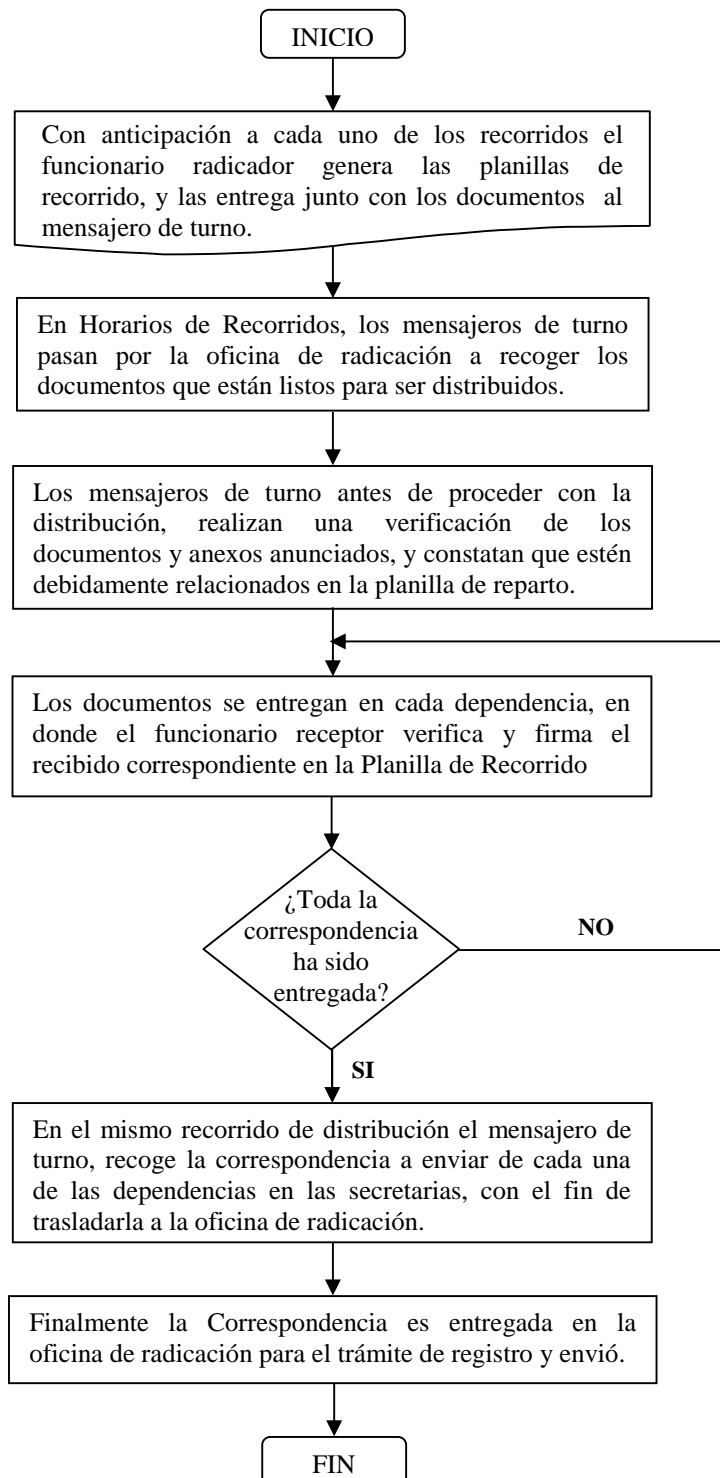 INICIO
Con anticipación a cada uno de los recorridos el
funcionario radicador genera las planillas de
recorrido, y las entrega junto con los documentos al
mensajero de turno.
En Horarios de Recorridos, los mensajeros de turno
pasan por la oficina de radicación a recoger los
documentos que están listos para ser distribuidos.
Los mensajeros de turno antes de proceder con la
distribución, realizan una verificación de los
documentos y anexos anunciados, y constatan que estén
debidamente relacionados en la planilla de reparto.
Los documentos se entregan en cada dependencia, en
donde el funcionario receptor verifica y firma el
recibido correspondiente en la Planilla de Recorrido
¿Toda la
correspondencia
ha sido
entregada?
NO
SI
En el mismo recorrido de distribución el mensajero de
turno, recoge la correspondencia a enviar de cada una
de las dependencias en las secretarias, con el fin de
trasladarla a la oficina de radicación.
Finalmente la Correspondencia es entregada en la
oficina de radicación para el trámite de registro y envió.
FIN